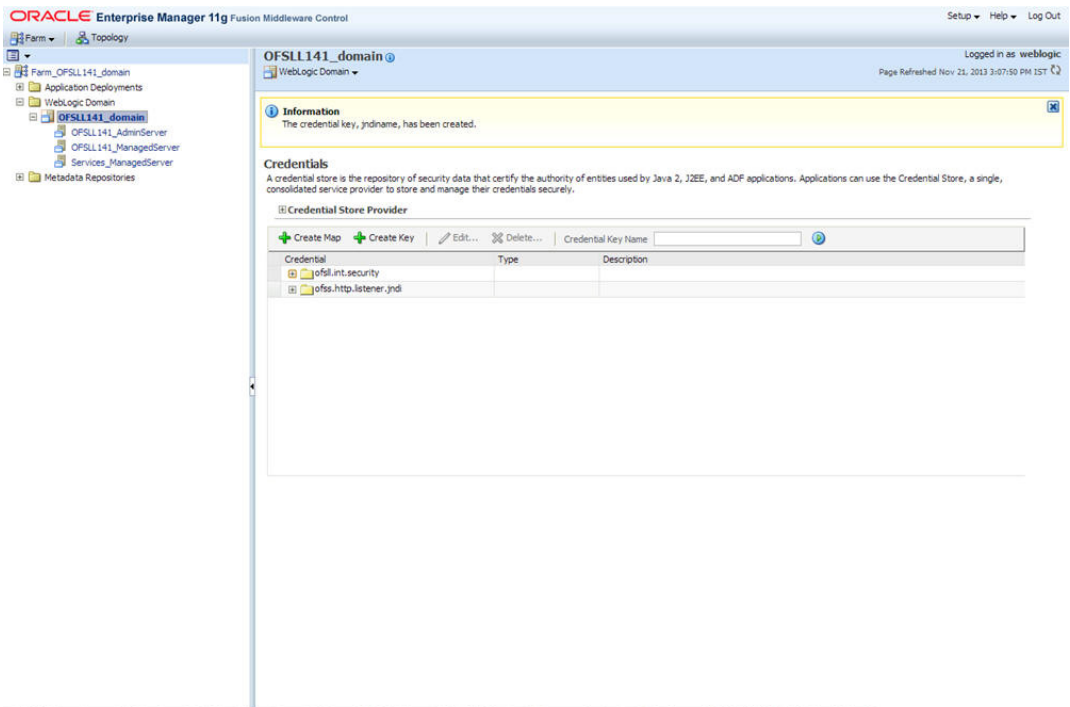 ORACLE Enterprise Manager 11g Fusion Middleware Control
Setup Help Log Out
Farm Topology
Farm_OFSLL141_domain
Application Deployments
WebLogic Domain
OFSLL141_domain
OFSLL141_AdminServer
OFSLL141_ManagedServer
Services_ManagedServer
Metadata Repositories
OFSLL141_domain
Logged in as weblogic
WebLogic Domain
Page Refreshed Nov 21, 2013 3:07:50 PM IST
Information
The credential key, jndiname, has been created.
Credentials
A credential store is the repository of security data that certify the authority of entities used by Java 2, J2EE, and ADF applications. Applications can use the Credential Store, a single,
consolidated service provider to store and manage their credentials securely.
Credential Store Provider
Create Map Create Key Edit... Delete... Credential Key Name
Credential Type Description
ofsll.int.security
ofss.http.listener.jndi